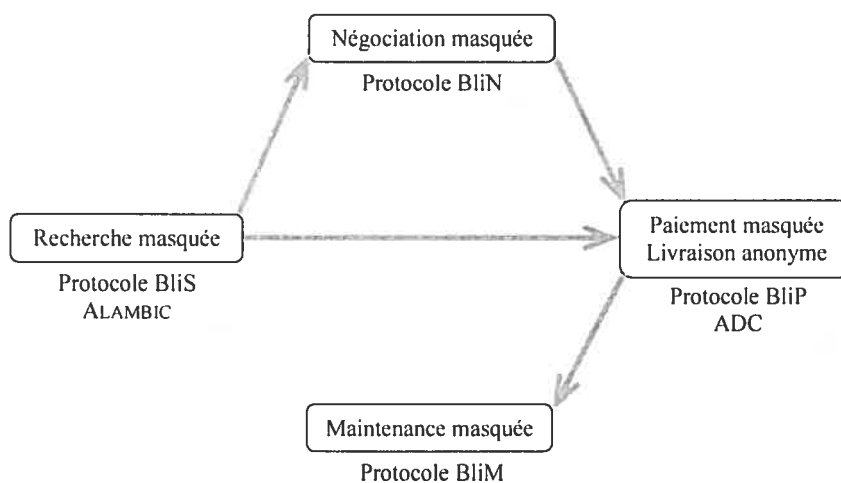 Négociation masquée
Protocole BliN
Recherche masquée
Protocole BliS
ALAMBIC
Paiement masquée
Livraison anonyme
Protocole BliP
ADC
Maintenance masquée
Protocole BliM